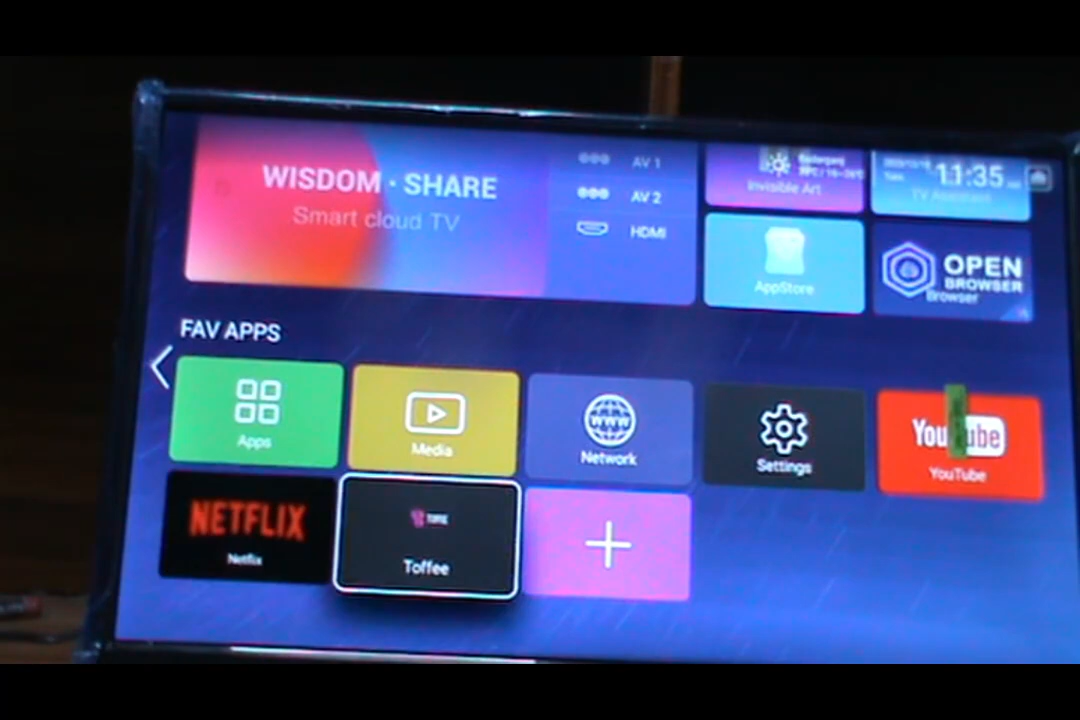 WISDOM · SHARE
Smart cloud TV
AV 1
AV 2
HDMI
Invisible Art
11:35
TV Assistant
AppStore
OPEN
BROWSER
Browser
FAV APPS
Apps
Media
WWW
Network
Settings
YouTube
YouTube
NETFLIX
Netflix
Toffee